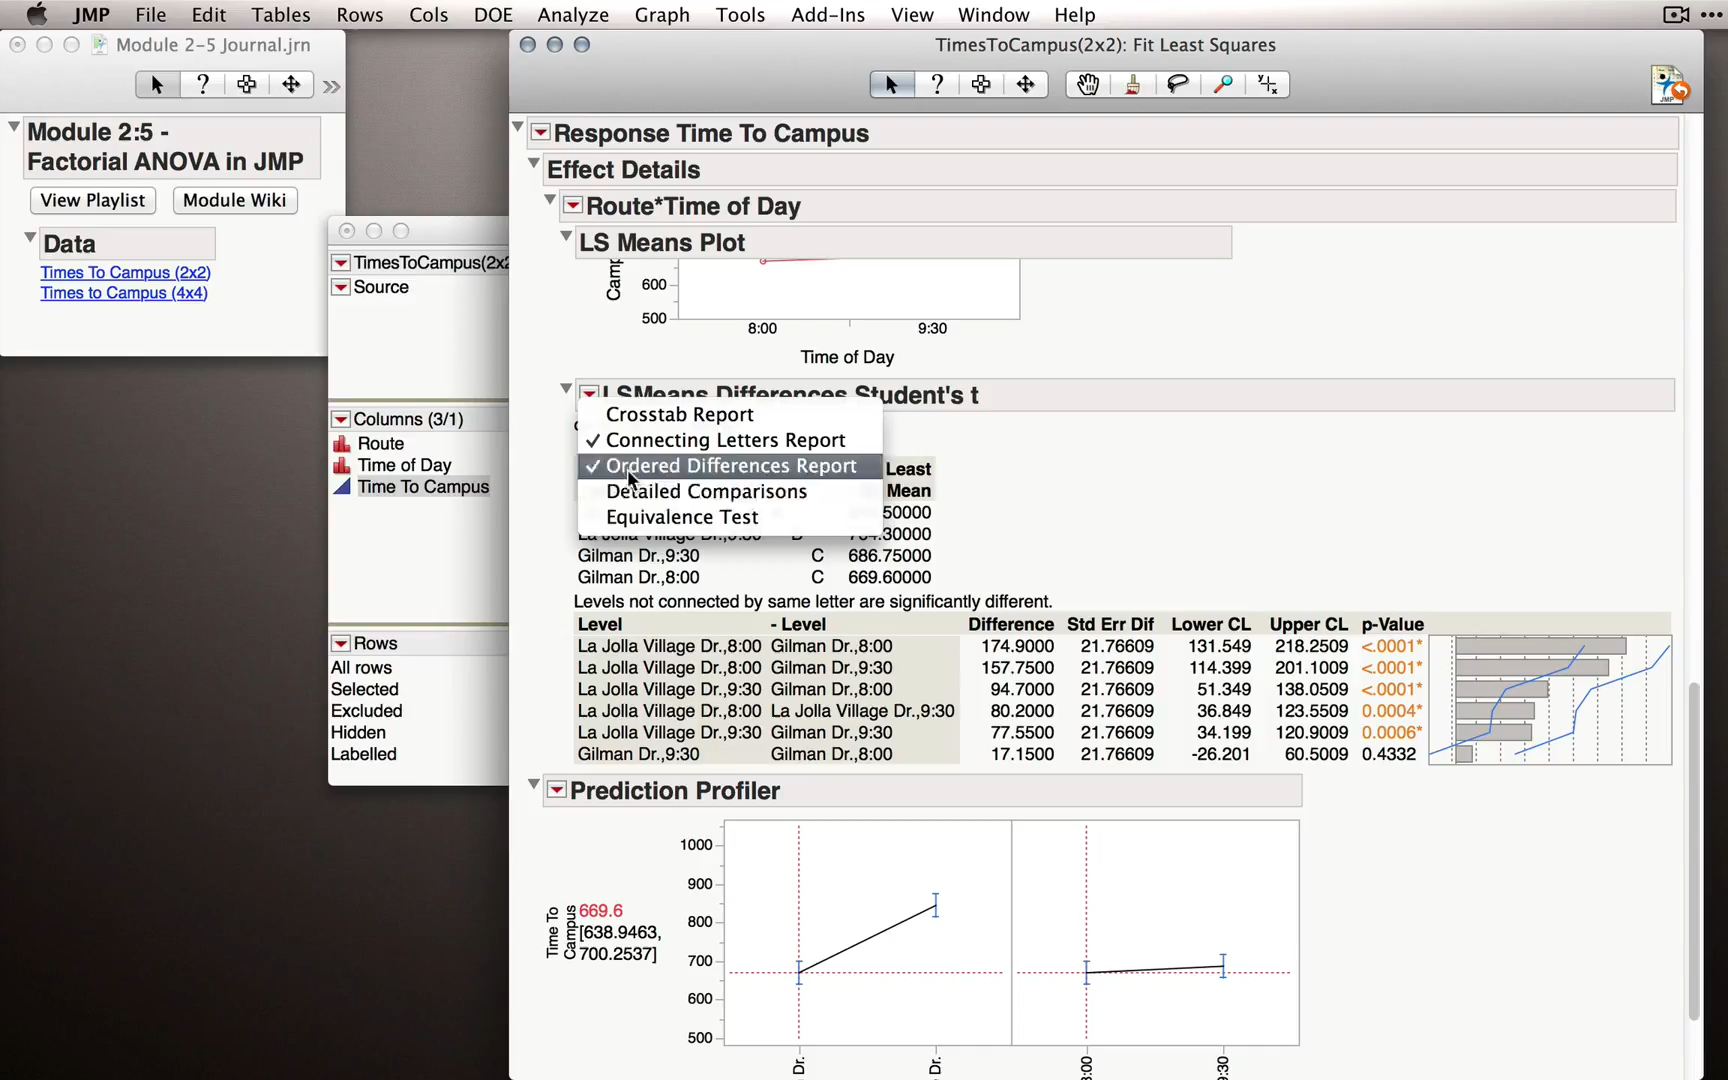 JMP File Edit Tables Rows Cols DOE Analyze Graph Tools Add-Ins View Window Help
Module 2-5 Journal.jrn
Module 2:5 -
Factorial ANOVA in JMP
View Playlist Module Wiki
Data
Times To Campus (2x2)
Times to Campus (4x4)
TimesToCampus(2x2
Source
Columns (3/1)
Route
Time of Day
Time To Campus
Rows
All rows
Selected
Excluded
Hidden
Labelled
TimesToCampus(2x2): Fit Least Squares
JMP
Response Time To Campus
Effect Details
Route*Time of Day
LS Means Plot
Camp
600
500
8:00 9:30
Time of Day
LSMeans Differences Student's t
Crosstab Report
Connecting Letters Report
Ordered Differences Report
Detailed Comparisons
Equivalence Test
Least
Mean
50000
30000
Gilman Dr.,9:30 C 686.75000
Gilman Dr.,8:00 C 669.60000
Levels not connected by same letter are significantly different.
Level - Level Difference Std Err Dif Lower CL Upper CL p-Value
La Jolla Village Dr.,8:00 Gilman Dr.,8:00 174.9000 21.76609 131.549 218.2509 <.0001*
La Jolla Village Dr.,8:00 Gilman Dr.,9:30 157.7500 21.76609 114.399 201.1009 <.0001*
La Jolla Village Dr.,9:30 Gilman Dr.,8:00 94.7000 21.76609 51.349 138.0509 <.0001*
La Jolla Village Dr.,8:00 La Jolla Village Dr.,9:30 80.2000 21.76609 36.849 123.5509 0.0004*
La Jolla Village Dr.,9:30 Gilman Dr.,9:30 77.5500 21.76609 34.199 120.9009 0.0006*
Gilman Dr.,9:30 Gilman Dr.,8:00 17.1500 21.76609 -26.201 60.5009 0.4332
Prediction Profiler
Time To
Campus
669.6
[638.9463,
700.2537]
1000
900
800
700
600
500
Dr.
Dr.
:00
9:30